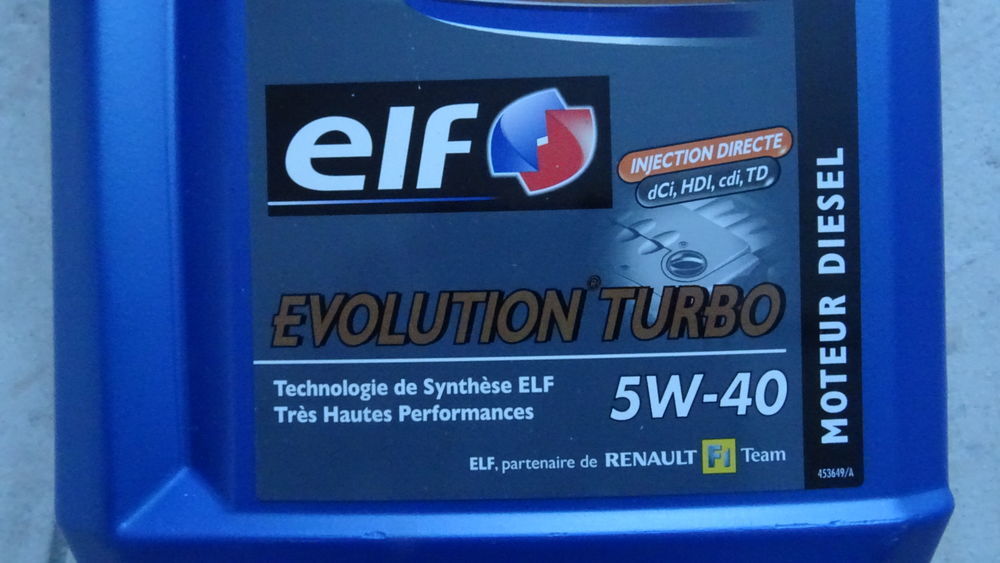 elf
INJECTION DIRECTE
dCi, HDI, cdi, TD
EVOLUTION® TURBO
Technologie de Synthèse ELF
Très Hautes Performances
5W-40
ELF, partenaire de RENAULT F1 Team
MOTEUR DIESEL
453649/A